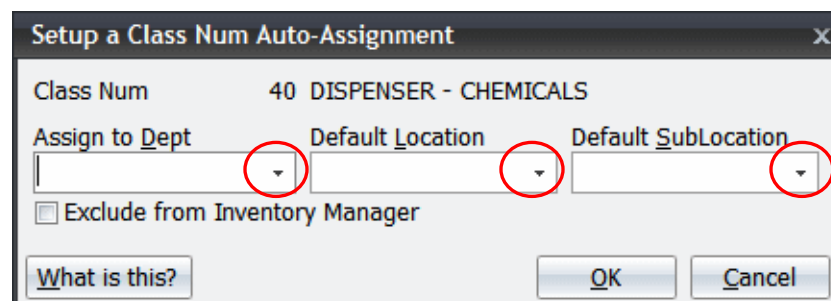 Setup a Class Num Auto-Assignment x
Class Num 40 DISPENSER - CHEMICALS
Assign to Dept Default Location Default SubLocation
Exclude from Inventory Manager
What is this? OK Cancel